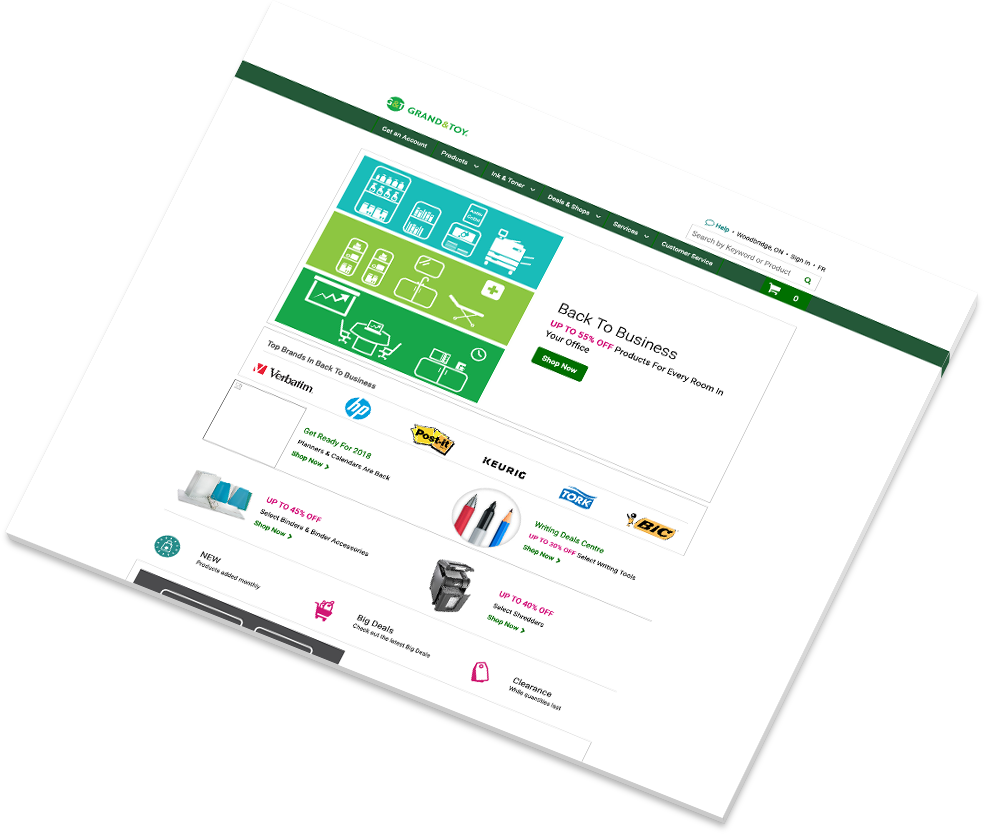 G&T GRAND&TOY.
Help • Woodbridge, ON • Sign in • FR
Search by Keyword or Product
Get an Account
Products
Ink & Toner
Deals & Shops
Services
Customer Service
0
Back To Business
UP TO 55% OFF Products For Every Room In
Your Office
Shop Now
Top Brands In Back To Business
Verbatim
hp
Post-it
KEURIG
TORK
BIC
Get Ready For 2018
Planners & Calendars Are Back
Shop Now
Writing Deals Centre
UP TO 30% OFF Select Writing Tools
Shop Now
UP TO 45% OFF
Select Binders & Binder Accessories
Shop Now
UP TO 40% OFF
Select Shredders
Shop Now
NEW
Products added monthly
Big Deals
Check out the latest Big Deals
Clearance
While quantities last